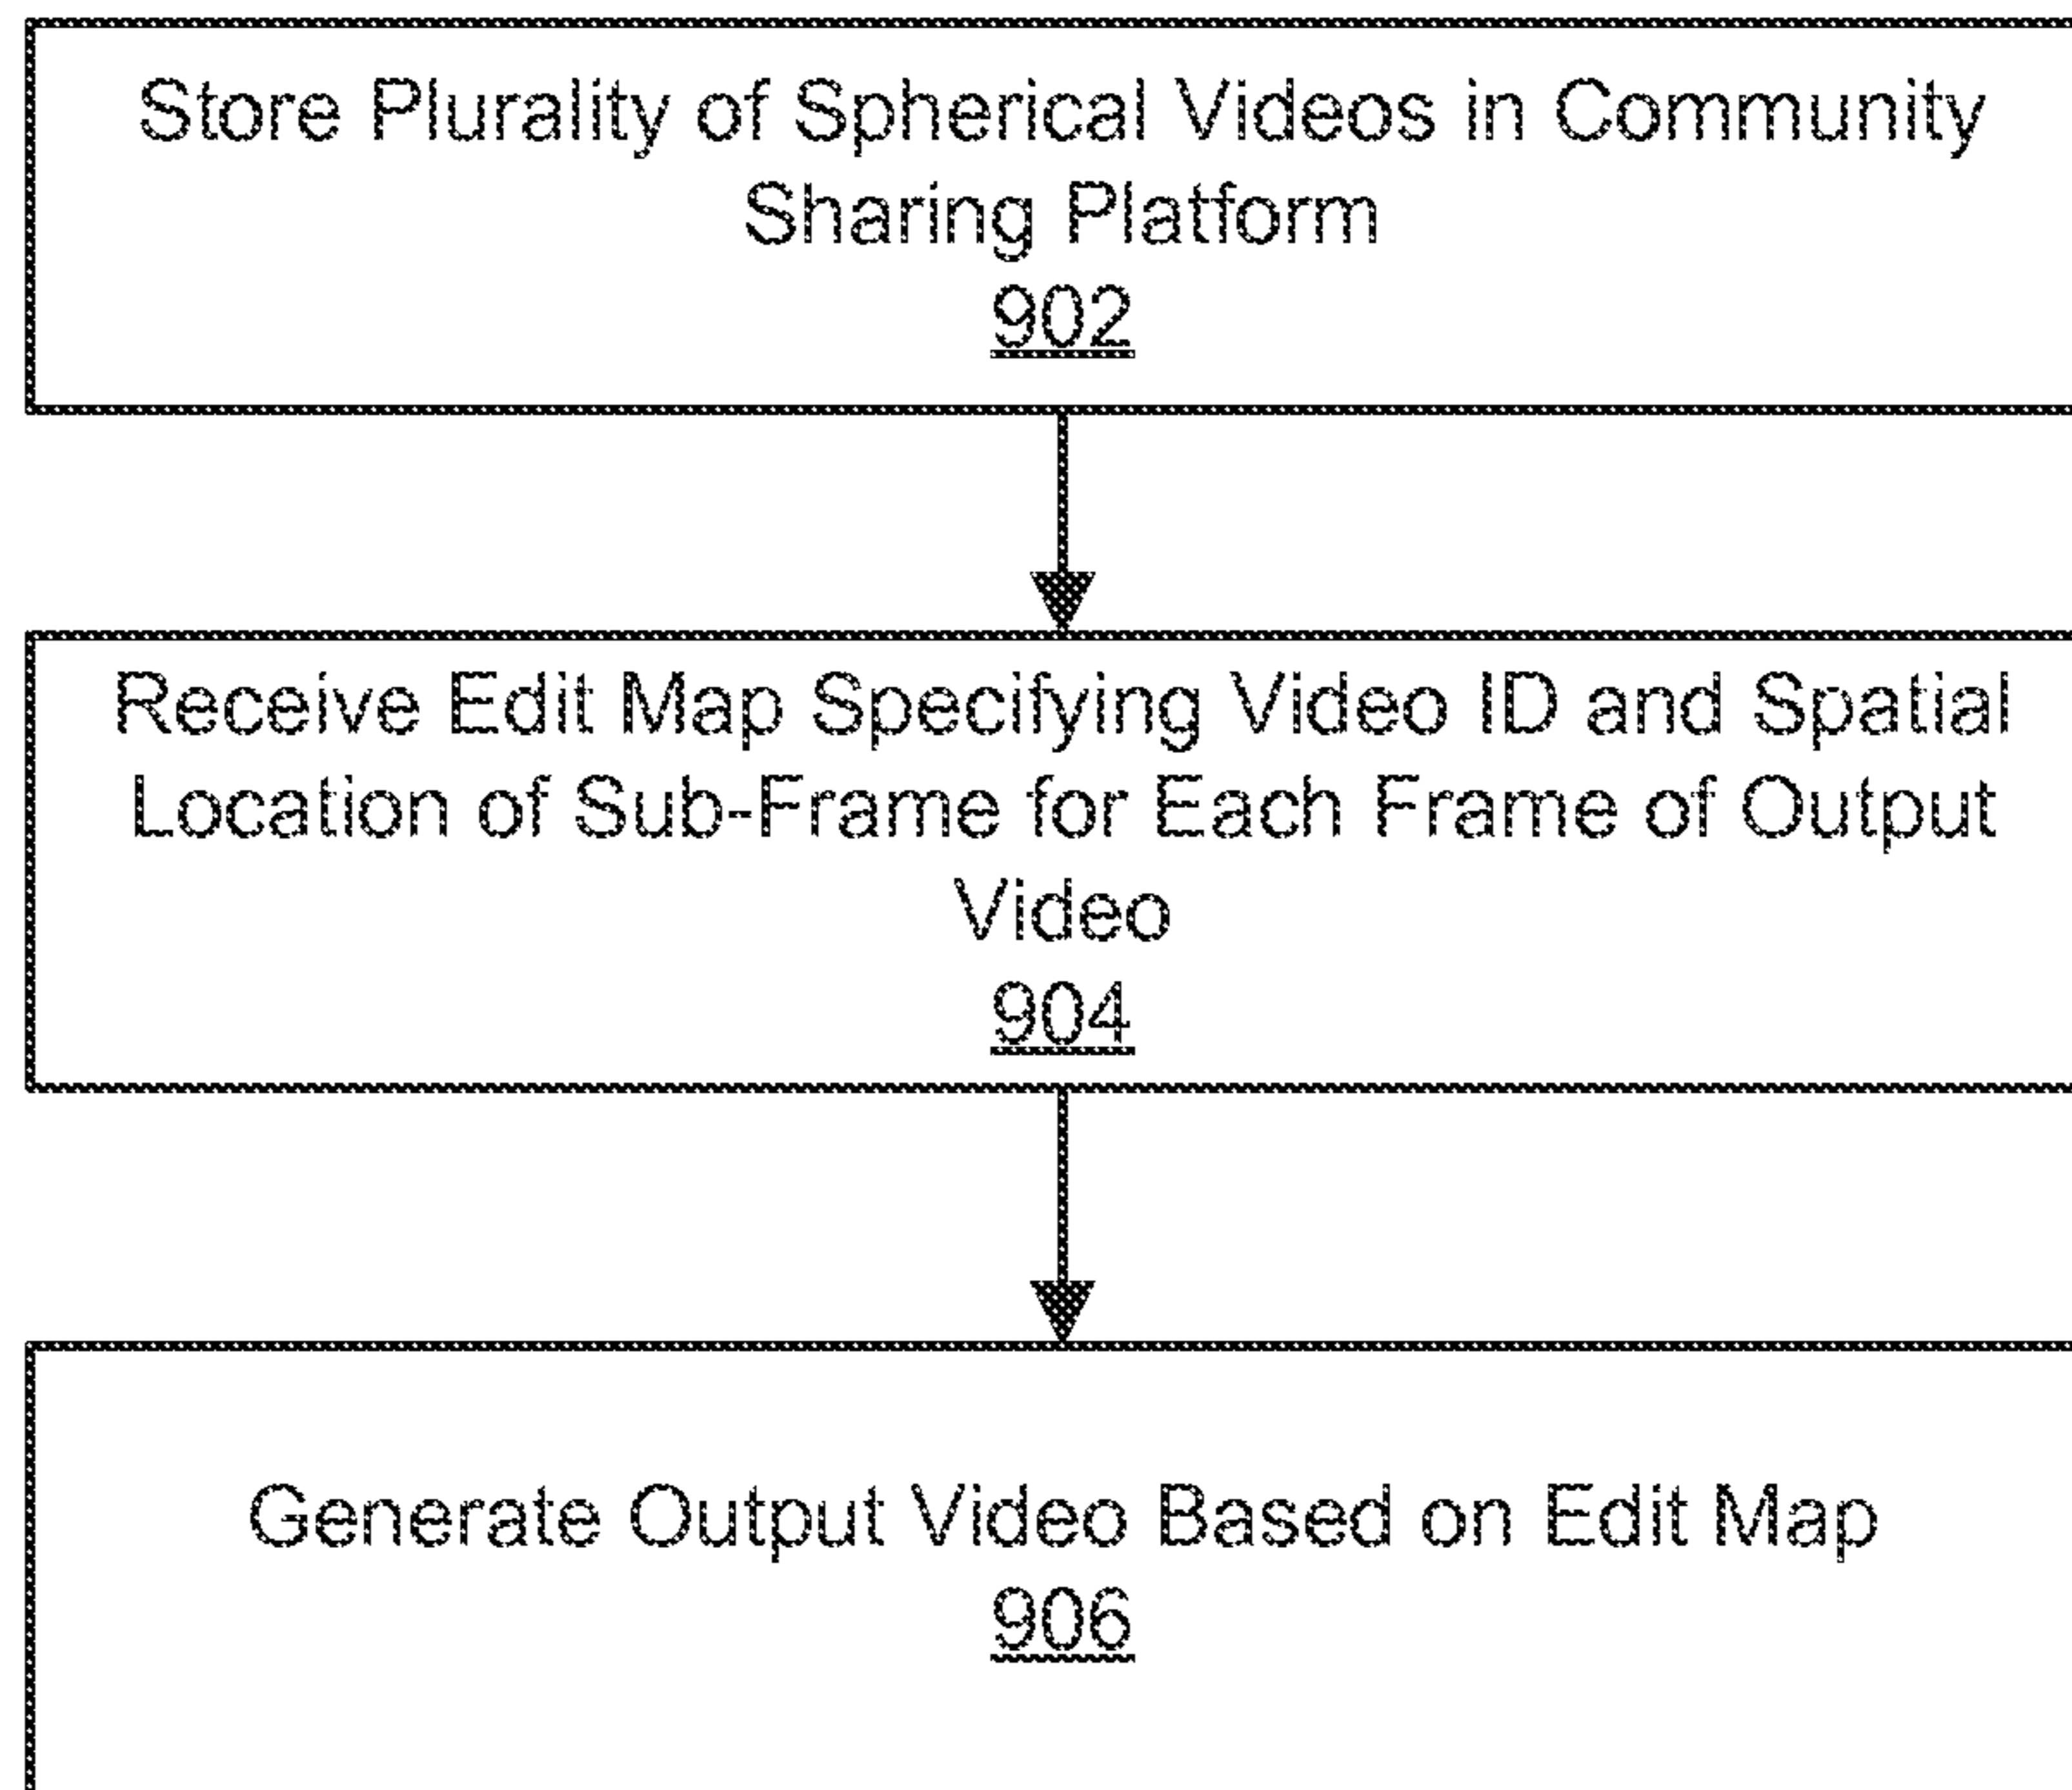 Store Plurality of Spherical Videos in Community
Sharing Platform
902
Receive Edit Map Specifying Video ID and Spatial
Location of Sub-Frame for Each Frame of Output
Video
904
Generate Output Video Based on Edit Map
906